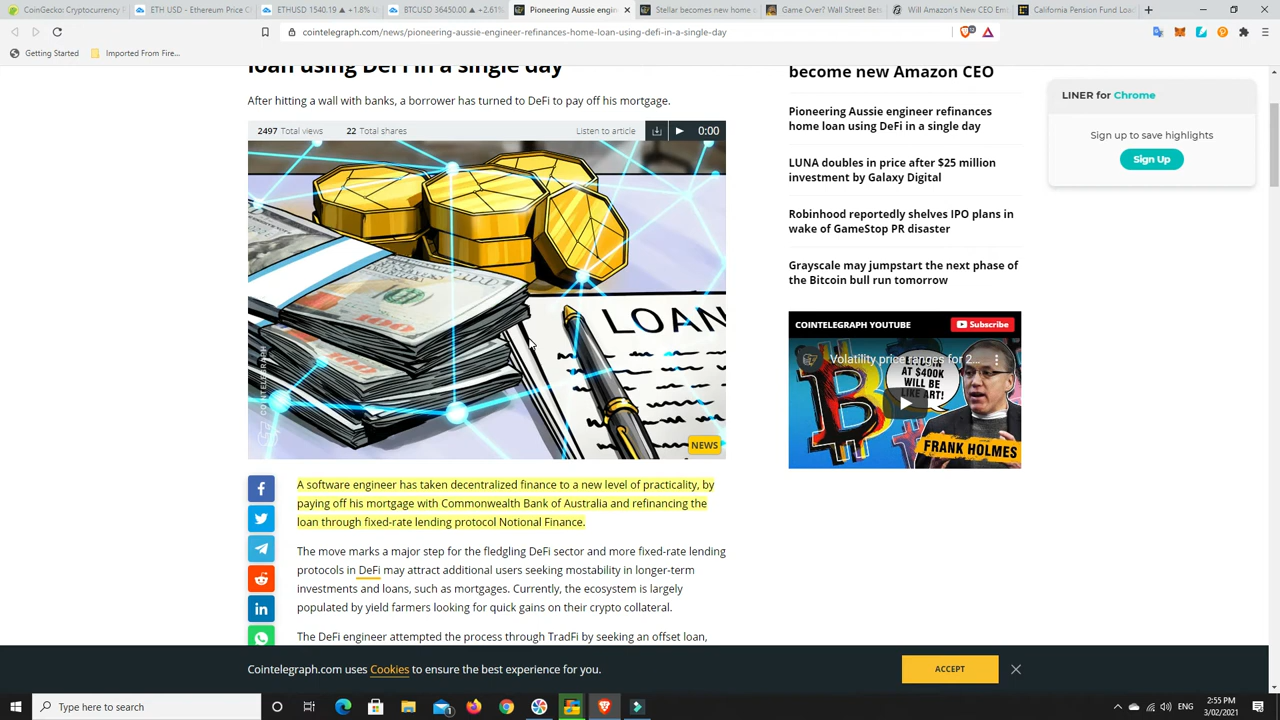 CoinGecko: Cryptocurrency P
ETH USD - Ethereum Price C
ETHUSD 1540.19 ▲ +1.8% U
BTCUSD 36450.00 ▲ +2.61%
Pioneering Aussie engin
Stellar becomes new hom
Game Over? Wall Street Bets
Will Amazon's New CEO Emb
California Pension Fund Loa
cointelegraph.com/news/pioneering-aussie-engineer-refinances-home-loan-using-defi-in-a-single-day
Getting Started
Imported From Fire...
loan using DeFi in a single day
After hitting a wall with banks, a borrower has turned to DeFi to pay off his mortgage.
2497 Total views
22 Total shares
Listen to article
0:00
LOAN
100
COINTELEGRAPH
NEWS
A software engineer has taken decentralized finance to a new level of practicality, by
paying off his mortgage with Commonwealth Bank of Australia and refinancing the
loan through fixed-rate lending protocol Notional Finance.
The move marks a major step for the fledgling DeFi sector and more fixed-rate lending
protocols in DeFi may attract additional users seeking mostability in longer-term
investments and loans, such as mortgages. Currently, the ecosystem is largely
populated by yield farmers looking for quick gains on their crypto collateral.
The DeFi engineer attempted the process through TradFi by seeking an offset loan,
become new Amazon CEO
Pioneering Aussie engineer refinances
home loan using DeFi in a single day
LUNA doubles in price after $25 million
investment by Galaxy Digital
Robinhood reportedly shelves IPO plans in
wake of GameStop PR disaster
Grayscale may jumpstart the next phase of
the Bitcoin bull run tomorrow
COINTELEGRAPH YOUTUBE
Subscribe
Volatility price ranges for 2...
AT $400K
WILL BE
LIKE ART!
FRANK HOLMES
LINER for Chrome
Sign up to save highlights
Sign Up
Cointelegraph.com uses Cookies to ensure the best experience for you.
ACCEPT
Type here to search
ENG
2:55 PM
3/02/2021